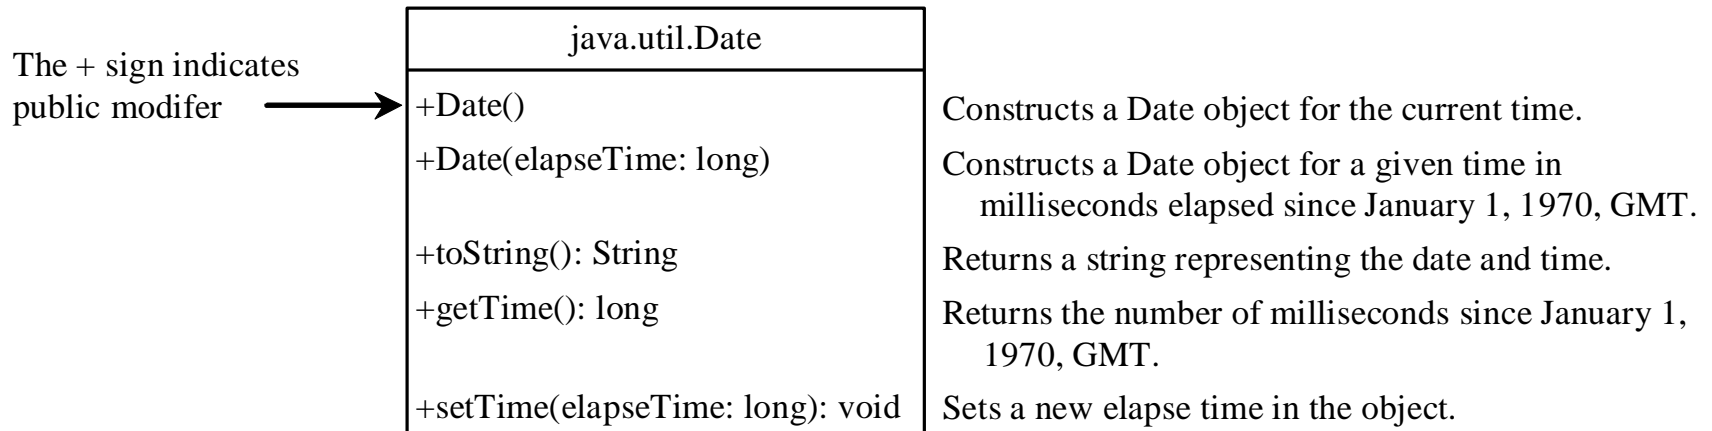 java.util.Date
The + sign indicates
public modifer
+Date()
Constructs a Date object for the current time.
+Date(elapseTime: long)
Constructs a Date object for a given time in
milliseconds elapsed since January 1, 1970, GMT.
+toString(): String
Returns a string representing the date and time.
+getTime(): long
Returns the number of milliseconds since January 1,
1970, GMT.
+setTime(elapseTime: long): void
Sets a new elapse time in the object.